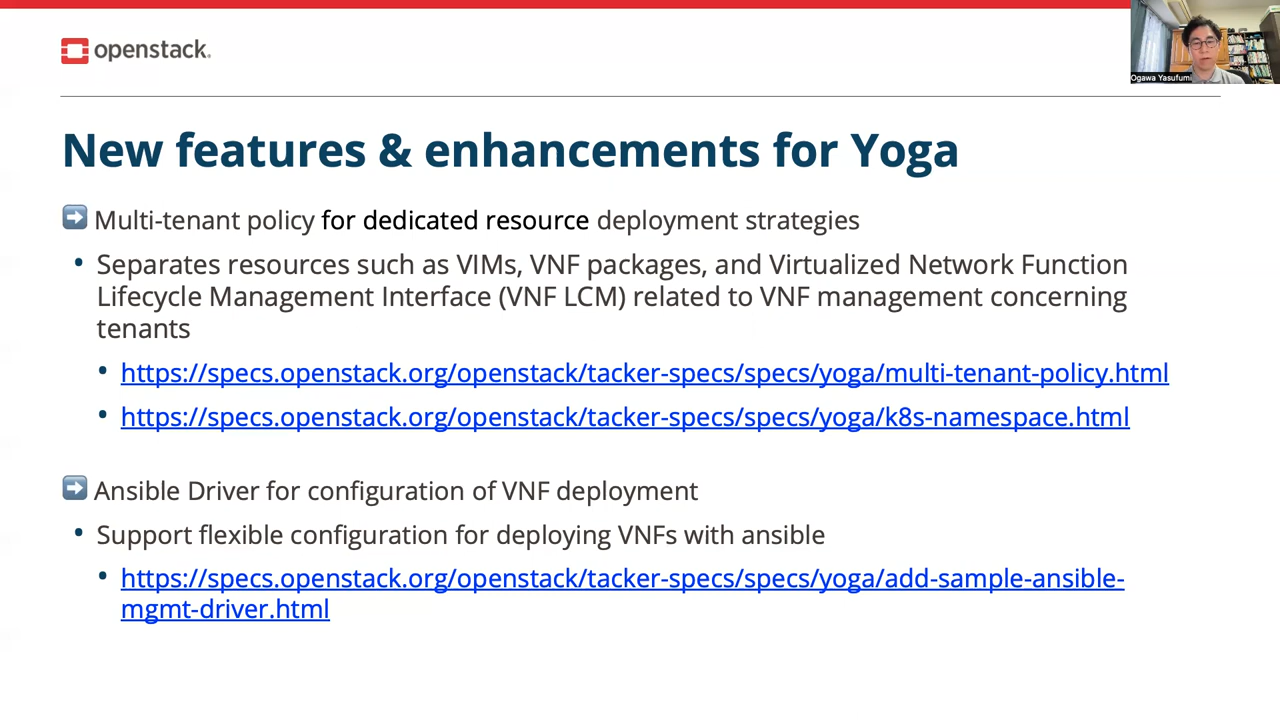 openstack.
Ogawa Yasufumi
New features & enhancements for Yoga
Multi-tenant policy for dedicated resource deployment strategies
• Separates resources such as VIMs, VNF packages, and Virtualized Network Function
Lifecycle Management Interface (VNF LCM) related to VNF management concerning
tenants
• https://specs.openstack.org/openstack/tacker-specs/specs/yoga/multi-tenant-policy.html
• https://specs.openstack.org/openstack/tacker-specs/specs/yoga/k8s-namespace.html
Ansible Driver for configuration of VNF deployment
• Support flexible configuration for deploying VNFs with ansible
• https://specs.openstack.org/openstack/tacker-specs/specs/yoga/add-sample-ansible-
mgmt-driver.html